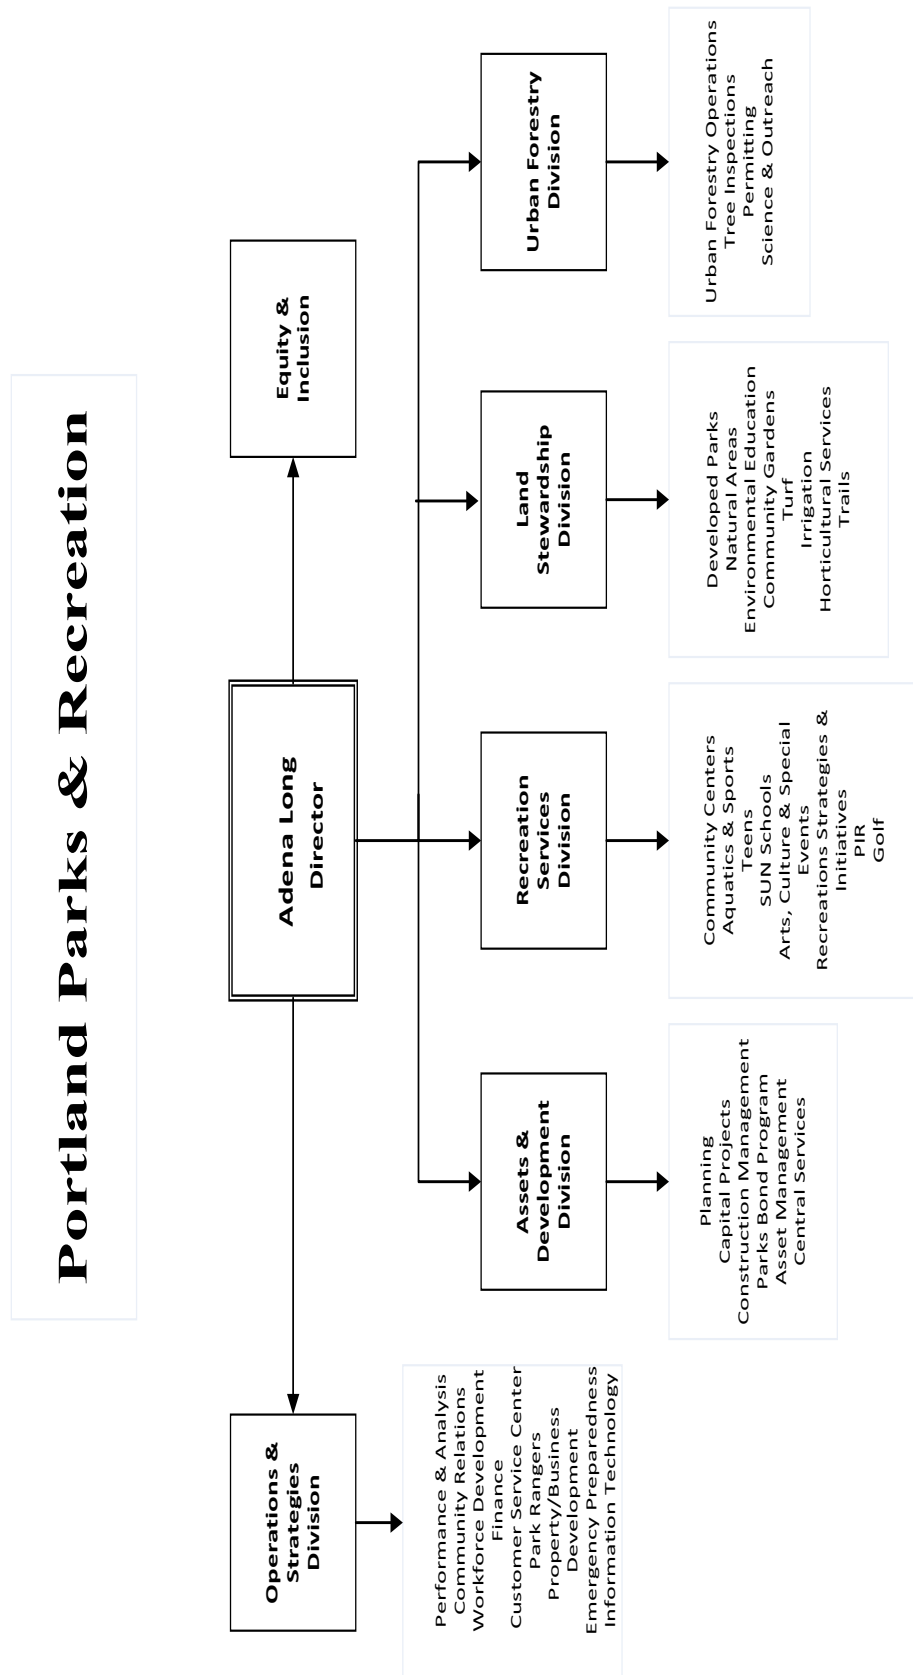 Portland Parks & Recreation
Operations &
Strategies
Division
Adena Long
Director
Equity &
Inclusion
Performance & Analysis
Community Relations
Workforce Development
Finance
Customer Service Center
Park Rangers
Property/Business
Development
Emergency Preparedness
Information Technology
Assets &
Development
Division
Recreation
Services
Division
Land
Stewardship
Division
Urban Forestry
Division
Planning
Capital Projects
Construction Management
Parks Bond Program
Asset Management
Central Services
Community Centers
Aquatics & Sports
Teens
SUN Schools
Arts, Culture & Special
Events
Recreations Strategies &
Initiatives
PIR
Golf
Developed Parks
Natural Areas
Environmental Education
Community Gardens
Turf
Irrigation
Horticultural Services
Trails
Urban Forestry Operations
Tree Inspections
Permitting
Science & Outreach